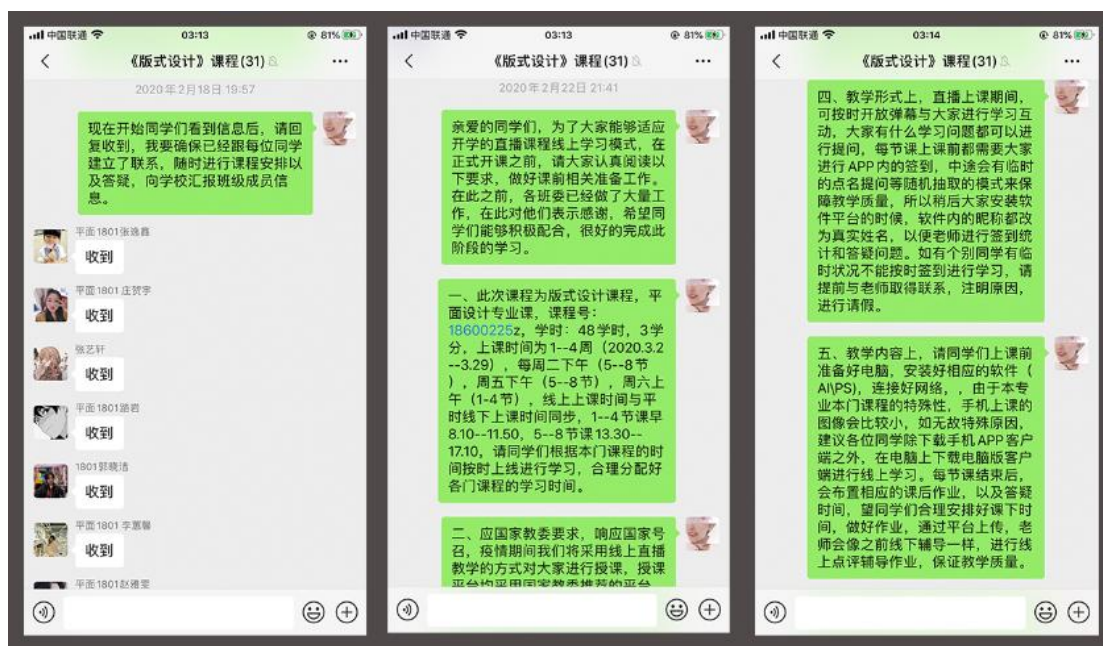 中国联通
03:13
81%
《版式设计》课程(31)
2020年2月18日 19:57
现在开始同学们看到信息后，请回
复收到，我要确保已经跟每位同学
建立了联系，随时进行课程安排以
及答疑，向学校汇报班级成员信
息。
平面1801张逸鑫
收到
平面1801庄贺宇
收到
张艺轩
收到
平面1801路岩
收到
1801郭晓洁
收到
平面1801 李蕙馨
收到
平面1801赵雅雯
中国联通
03:13
81%
《版式设计》课程(31)
2020年2月22日 21:41
亲爱的同学们，为了大家能够适应
开学的直播课程线上学习模式，在
正式开课之前，请大家认真阅读以
下要求，做好课前相关准备工作。
在此之前，各班委已经做了大量工
作，在此对他们表示感谢，希望同
学们能够积极配合，很好的完成此
阶段的学习。
一、此次课程为版式设计课程，平
面设计专业课，课程号：
18600225z，学时：48学时，3学
分，上课时间为1--4周（2020.3.2
--3.29），每周二下午（5--8节
），周五下午（5--8节），周六上
午（1-4节），线上上课时间与平
时线下上课时间同步，1--4节课早
8.10--11.50，5--8节课13.30--
17.10，请同学们根据本门课程的时
间按时上线进行学习，合理分配好
各门课程的学习时间。
二、应国家教委要求，响应国家号
召，疫情期间我们将采用线上直播
教学的方式对大家进行授课，授课
平台均采用国家教委推荐的平台
中国联通
03:14
81%
《版式设计》课程(31)
四、教学形式上，直播上课期间，
可按时开放弹幕与大家进行学习互
动，大家有什么学习问题都可以进
行提问，每节课上课前都需要大家
进行APP内的签到，中途会有临时
的点名提问等随机抽取的模式来保
障教学质量，所以稍后大家安装软
件平台的时候，软件内的昵称都改
为真实姓名，以便老师进行签到统
计和答疑问题。如有个别同学有临
时状况不能按时签到进行学习，请
提前与老师取得联系，注明原因，
进行请假。
五、教学内容上，请同学们上课前
准备好电脑，安装好相应的软件（
AI\PS)，连接好网络，，由于本专
业本门课程的特殊性，手机上课的
图像会比较小，如无故特殊原因，
建议各位同学除下载手机APP客户
端之外，在电脑上下载电脑版客户
端进行线上学习。每节课结束后，
会布置相应的课后作业，以及答疑
时间，望同学们合理安排好课下时
间，做好作业，通过平台上传，老
师会像之前线下辅导一样，进行线
上点评辅导作业，保证教学质量。